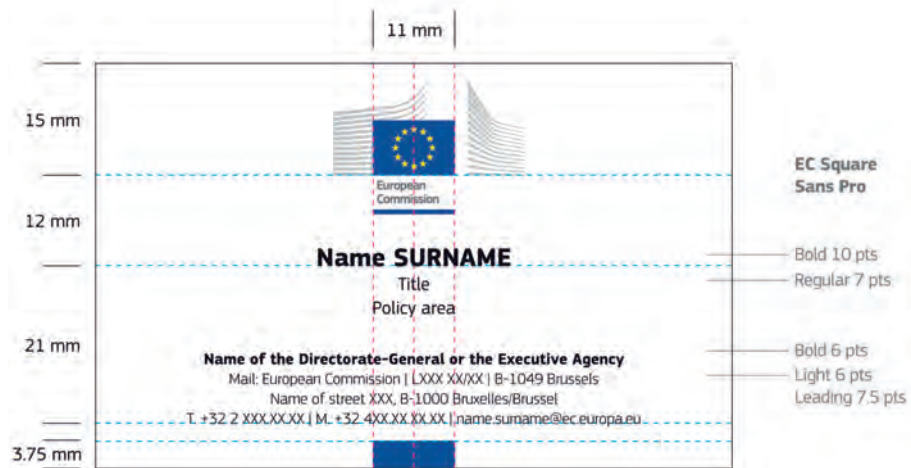 11 mm
15 mm
European
Commission
EC Square
Sans Pro
12 mm
Name SURNAME
Bold 10 pts
Title
Regular 7 pts
Policy area
21 mm
Name of the Directorate-General or the Executive Agency
Bold 6 pts
Mail: European Commission | LXXX XX/XX | B-1049 Brussels
Light 6 pts
Name of street XXX, B-1000 Bruxelles/Brussel
Leading 7.5 pts
T. +32 2 XXX.XX.XX | M. +32 4XX.XX XX XX | name.surname@ec.europa.eu
3.75 mm